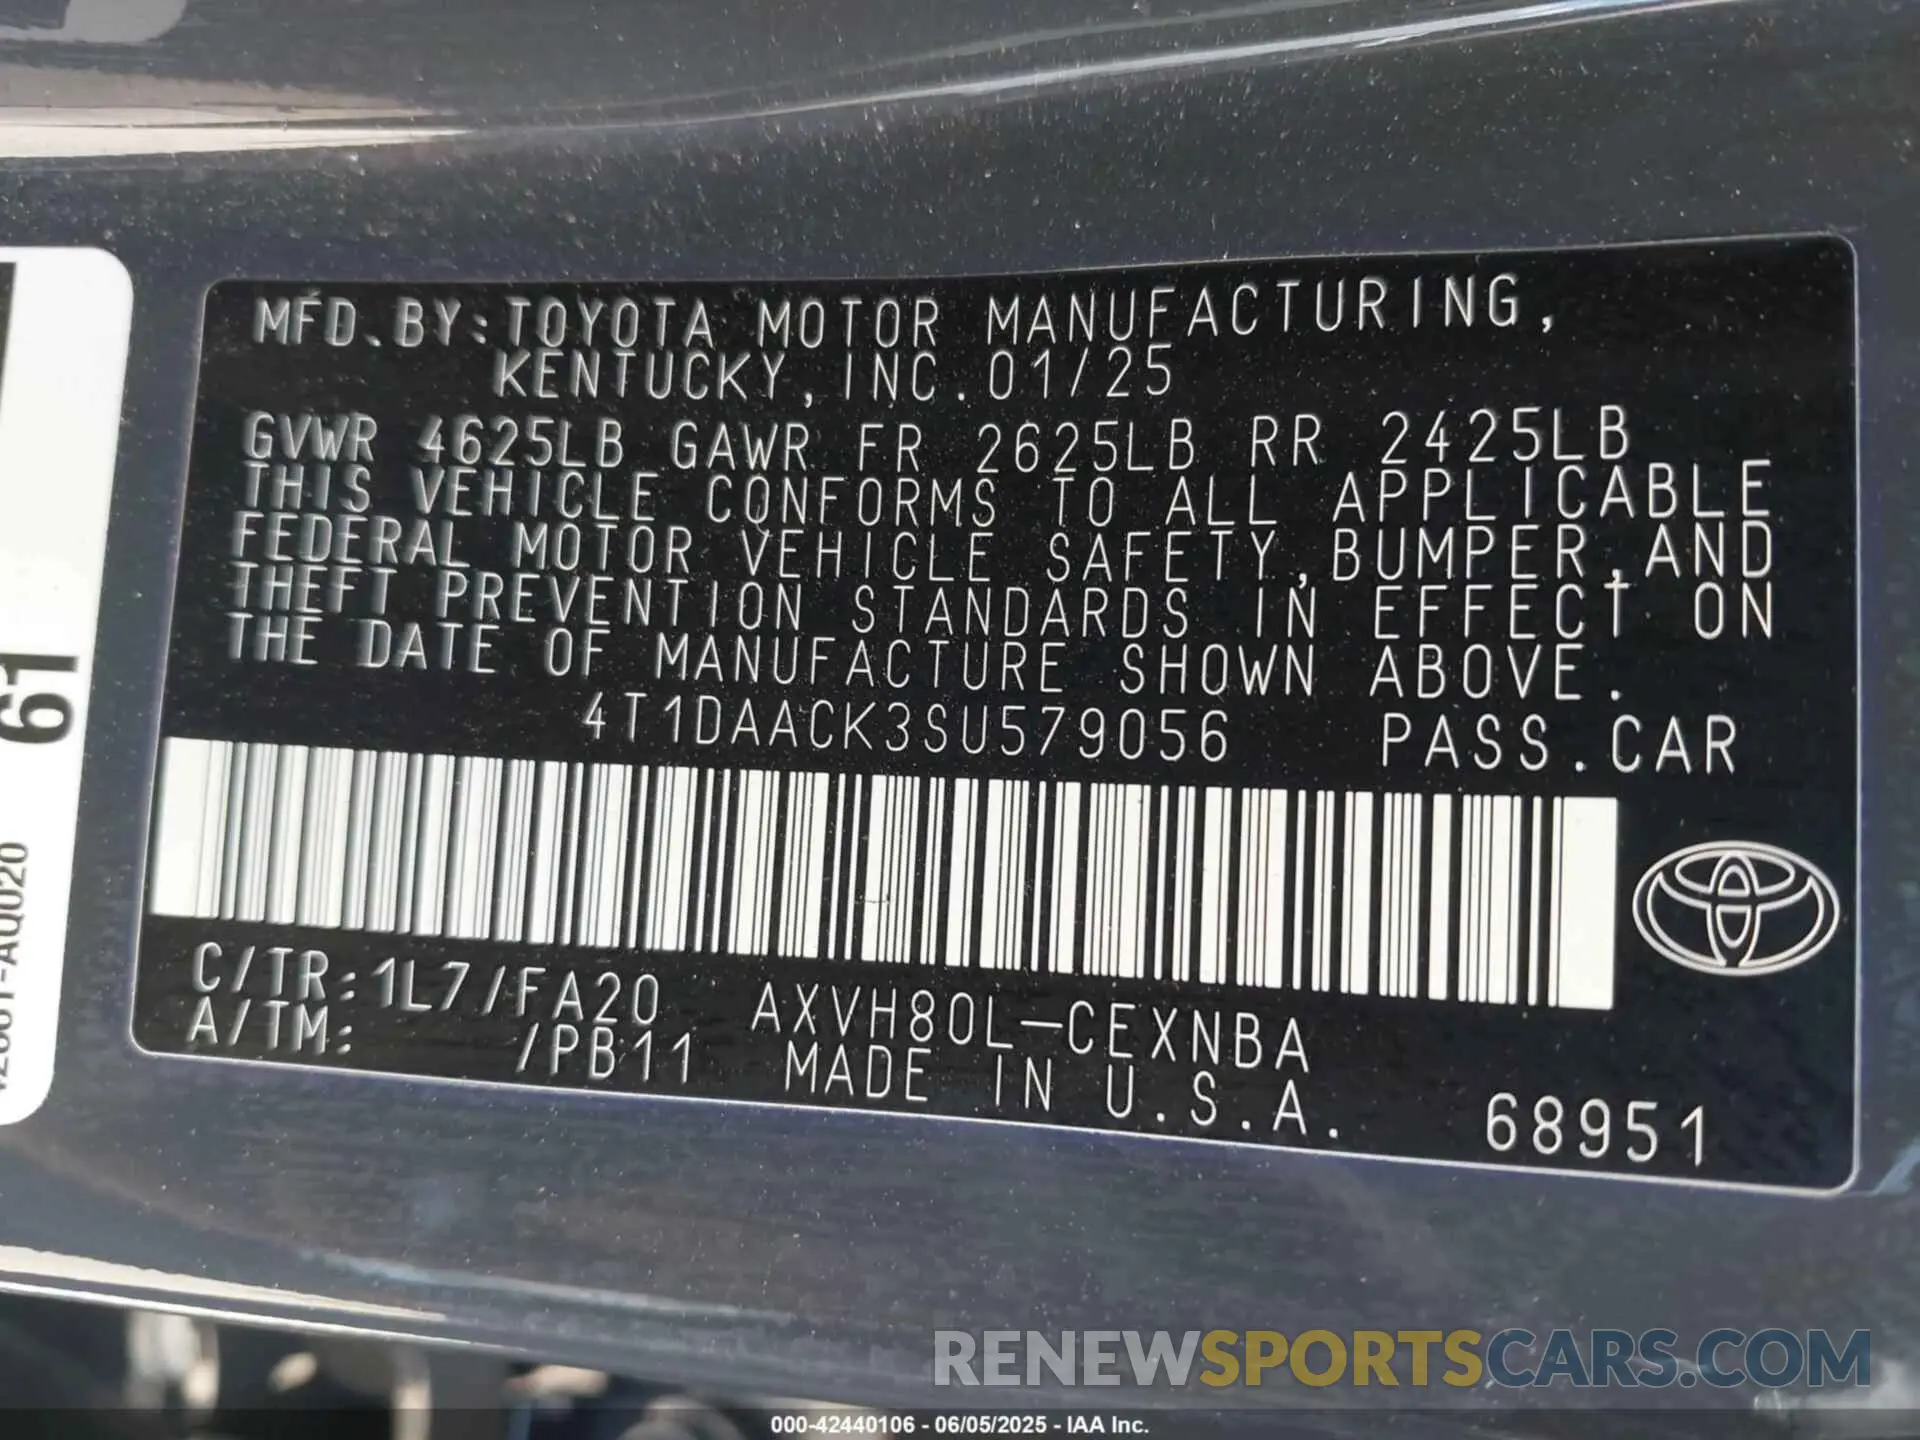 MFD.BY:TOYOTA MOTOR MANUFACTURING,
KENTUCKY,INC.01/25
GVWR 4625LB GAWR FR 2625LB RR 2425LB
THIS VEHICLE CONFORMS TO ALL APPLICABLE
FEDERAL MOTOR VEHICLE SAFETY,BUMPER,AND
THEFT PREVENTION STANDARDS IN EFFECT ON
THE DATE OF MANUFACTURE SHOWN ABOVE.
4T1DAACK3SU579056 PASS.CAR
C/TR:1L7/FA20 AXVH80L-CEXNBA
A/TM: /PB11 MADE IN U.S.A.
68951
61
RENEWSPORTSCARS.COM
000-42440106 - 06/05/2025 - IAA Inc.